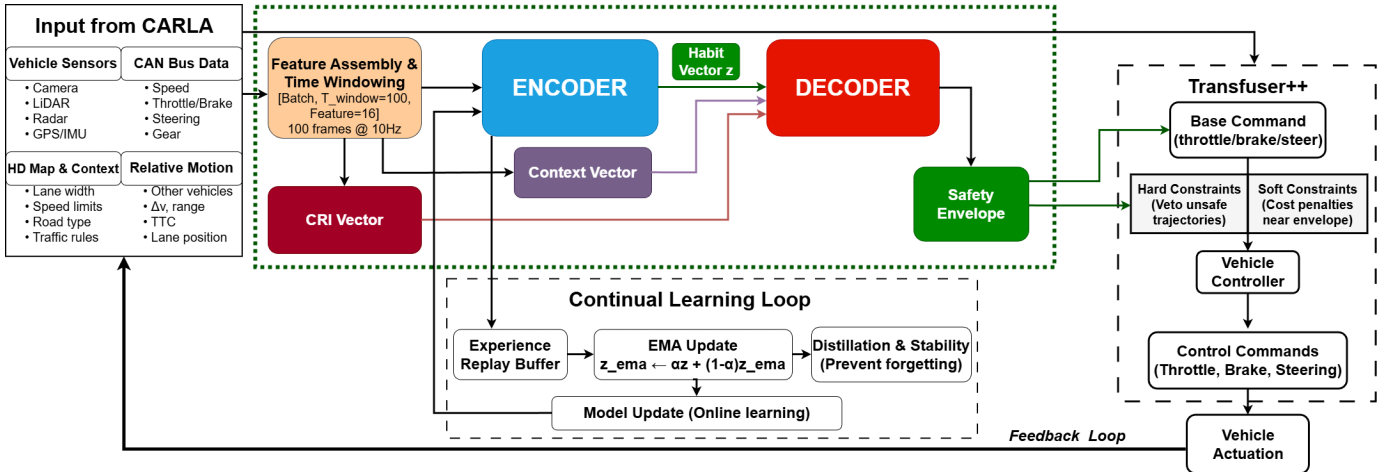 Input from CARLA
Vehicle Sensors
• Camera
• LiDAR
• Radar
• GPS/IMU
CAN Bus Data
• Speed
• Throttle/Brake
• Steering
• Gear
HD Map & Context
• Lane width
• Speed limits
• Road type
• Traffic rules
Relative Motion
• Other vehicles
• Δv, range
• TTC
• Lane position
Feature Assembly &
Time Windowing
[Batch, T_window=100,
Feature=16]
100 frames @ 10Hz
ENCODER
Habit
Vector z
DECODER
Context Vector
CRI Vector
Safety
Envelope
Transfuser++
Base Command
(throttle/brake/steer)
Hard Constraints
(Veto unsafe
trajectories)
Soft Constraints
(Cost penalties
near envelope)
Vehicle
Controller
Control Commands
(Throttle, Brake, Steering)
Vehicle
Actuation
Continual Learning Loop
Experience
Replay Buffer
EMA Update
z_ema ← αz + (1-α)z_ema
Distillation & Stability
(Prevent forgetting)
Model Update (Online learning)
Feedback Loop